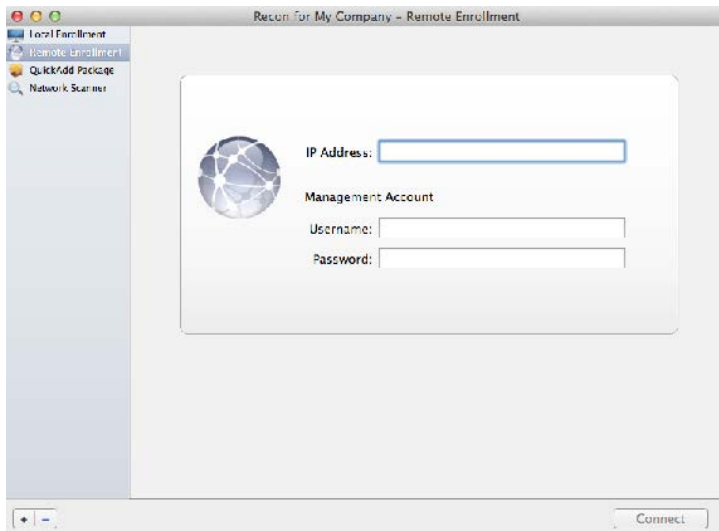 Recon for My Company – Remote Enrollment
Local Enrollment
Remote Enrollment
QuickAdd Package
Network Scanner
IP Address:
Management Account
Username:
Password:
+ –
Connect